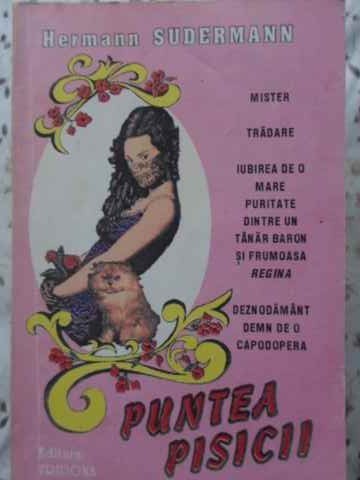 Hermann SUDERMANN
MISTER
TRĂDARE
IUBIREA DE O
MARE
PURITATE
DINTRE UN
TÂNĂR BARON
ȘI FRUMOASA
REGINA
DEZNODĂMÂNT
DEMN DE O
CAPODOPERA
PUNTEA
PISICII
Editura